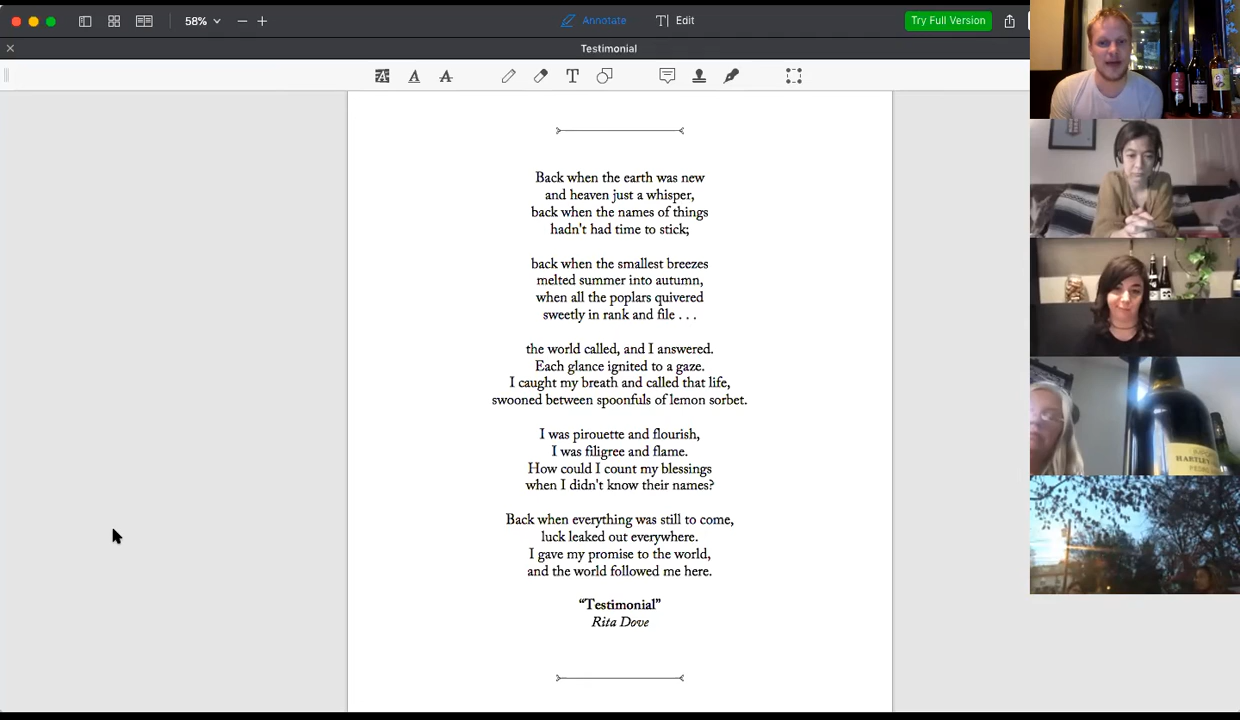 58%
Annotate
Edit
Try Full Version
Testimonial
Back when the earth was new
and heaven just a whisper,
back when the names of things
hadn't had time to stick;
back when the smallest breezes
melted summer into autumn,
when all the poplars quivered
sweetly in rank and file . . .
the world called, and I answered.
Each glance ignited to a gaze.
I caught my breath and called that life,
swooned between spoonfuls of lemon sorbet.
I was pirouette and flourish,
I was filigree and flame.
How could I count my blessings
when I didn't know their names?
Back when everything was still to come,
luck leaked out everywhere.
I gave my promise to the world,
and the world followed me here.
“Testimonial”
Rita Dove
HARTLEY